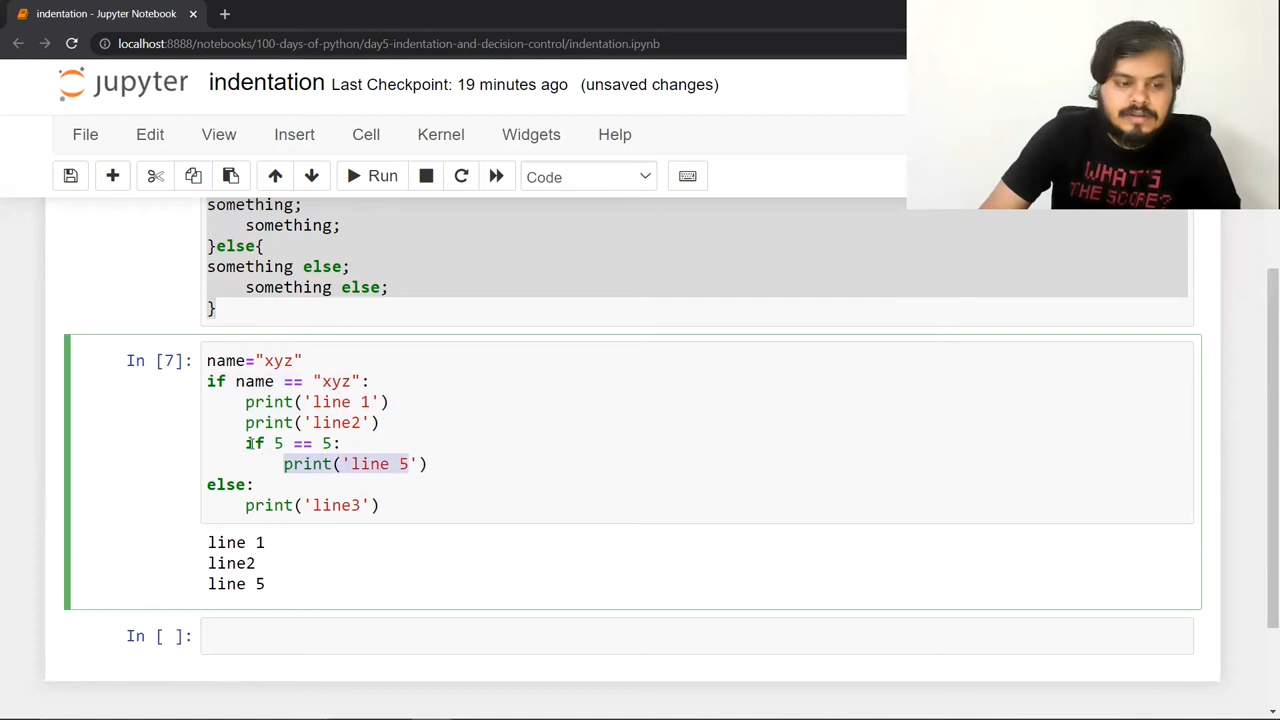 indentation - Jupyter Notebook
localhost:8888/notebooks/100-days-of-python/day5-indentation-and-decision-control/indentation.ipynb
jupyter indentation Last Checkpoint: 19 minutes ago (unsaved changes)
File Edit View Insert Cell Kernel Widgets Help
Run Code
something;
    something;
}else{
something else;
    something else;
}
In [7]: name="xyz"
if name == "xyz":
    print('line 1')
    print('line2')
    if 5 == 5:
        print('line 5')
else:
    print('line3')
line 1
line2
line 5
In [ ]:
WHAT'S
THE SCOPE?